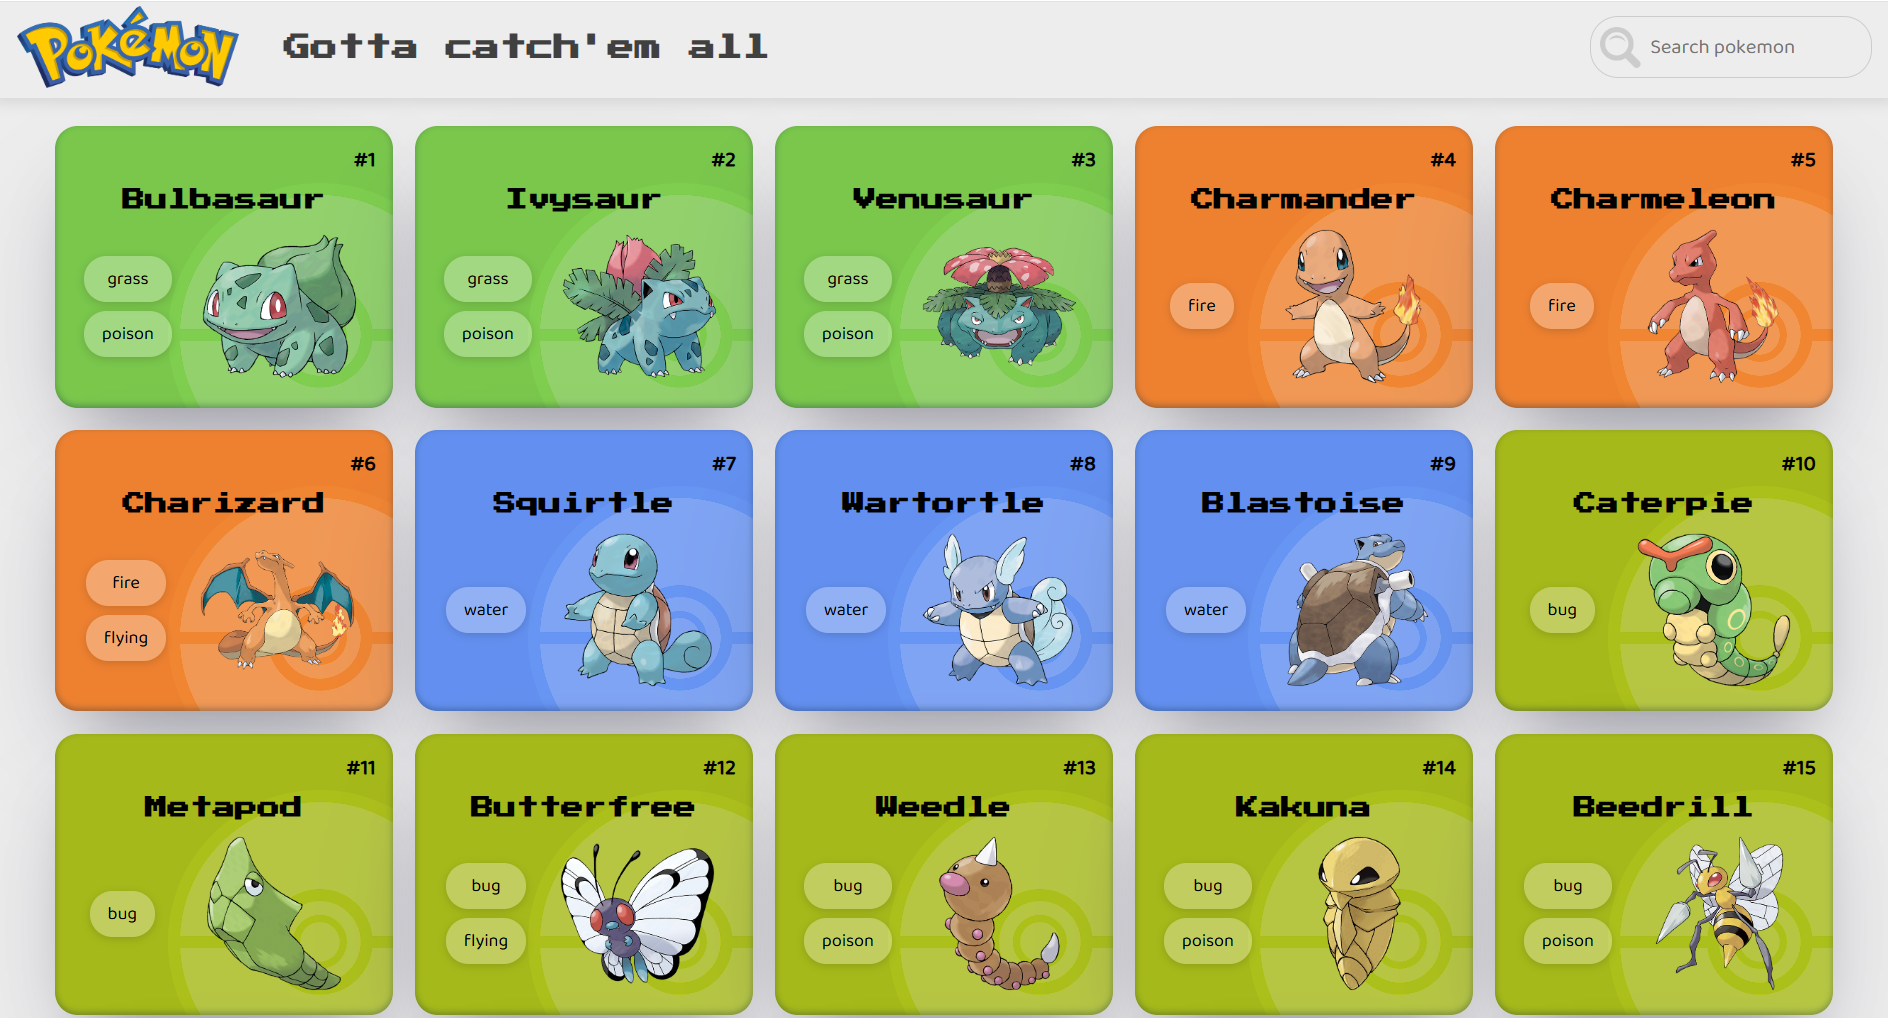 Pokémon
Gotta catch'em all
Search pokemon
#1
Bulbasaur
grass
poison
#2
Ivysaur
grass
poison
#3
Venusaur
grass
poison
#4
Charmander
fire
#5
Charmeleon
fire
#6
Charizard
fire
flying
#7
Squirtle
water
#8
Wartortle
water
#9
Blastoise
water
#10
Caterpie
bug
#11
Metapod
bug
#12
Butterfree
bug
flying
#13
Weedle
bug
poison
#14
Kakuna
bug
poison
#15
Beedrill
bug
poison